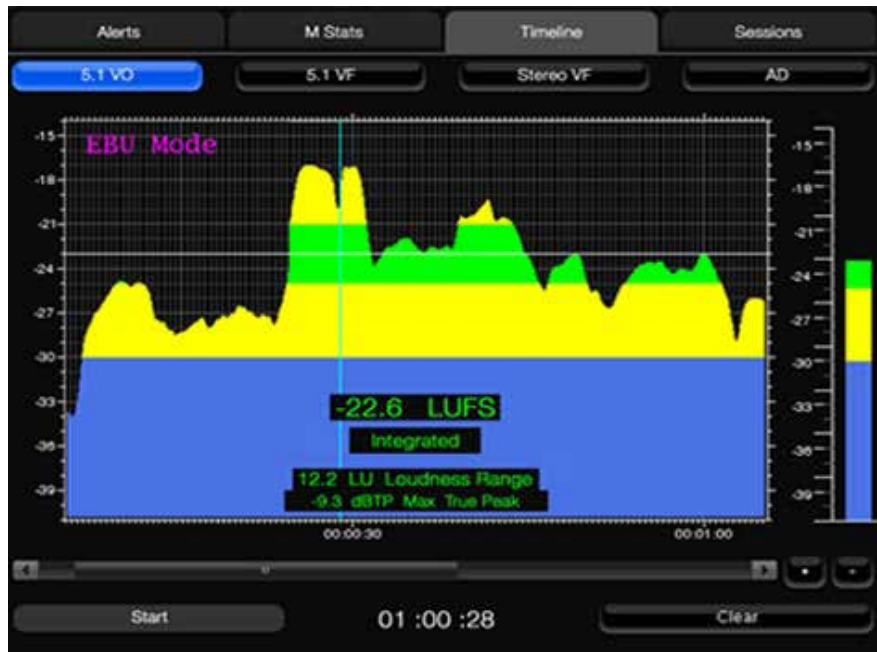 Alerts M Stats Timeline Sessions
5.1 VO 5.1 VF Stereo VF AD
EBU Mode
-15
-18
-21
-24
-27
-30
-33
-36
-39
-22.6 LUFS
Integrated
12.2 LU Loudness Range
-9.3 dBTP Max True Peak
00:00:30 00:01:00
-15
-18
-21
-24
-27
-30
-33
-36
-39
Start 01 :00 :28 Clear